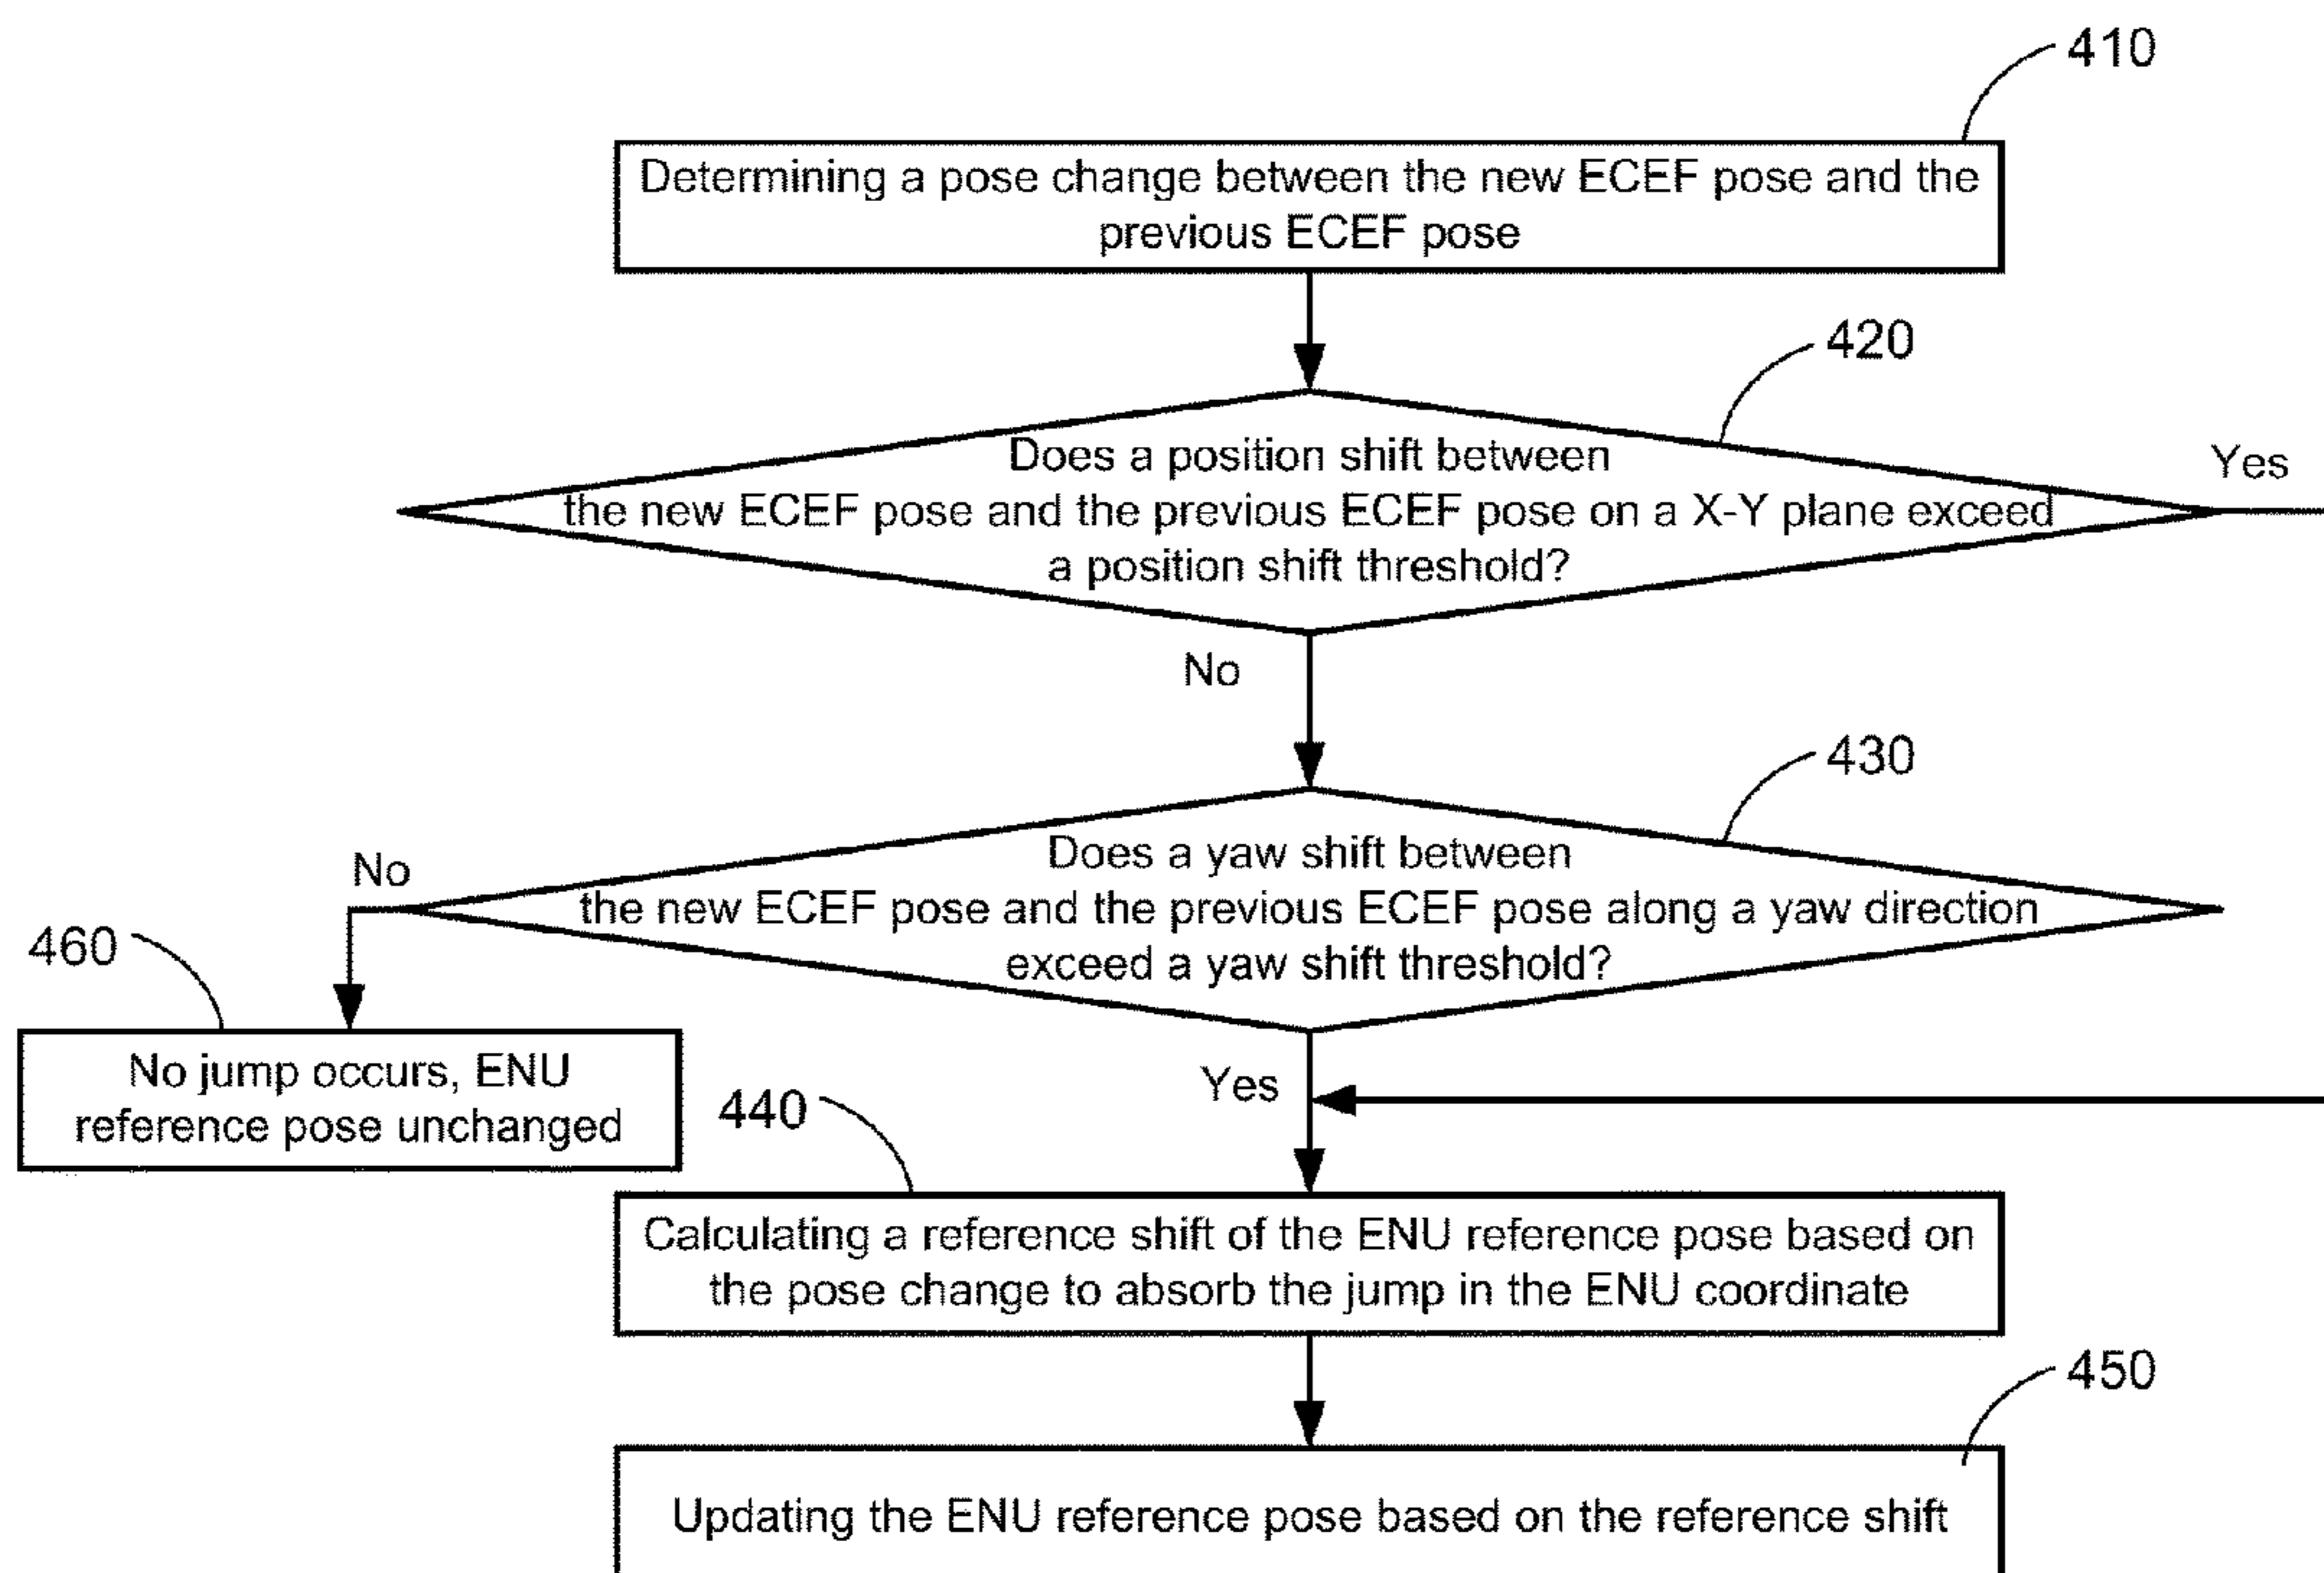 410
Determining a pose change between the new ECEF pose and the
previous ECEF pose
420
Does a position shift between
the new ECEF pose and the previous ECEF pose on a X-Y plane exceed
a position shift threshold?
Yes
No
430
Does a yaw shift between
the new ECEF pose and the previous ECEF pose along a yaw direction
exceed a yaw shift threshold?
No
460
No jump occurs, ENU
reference pose unchanged
Yes
440
Calculating a reference shift of the ENU reference pose based on
the pose change to absorb the jump in the ENU coordinate
450
Updating the ENU reference pose based on the reference shift